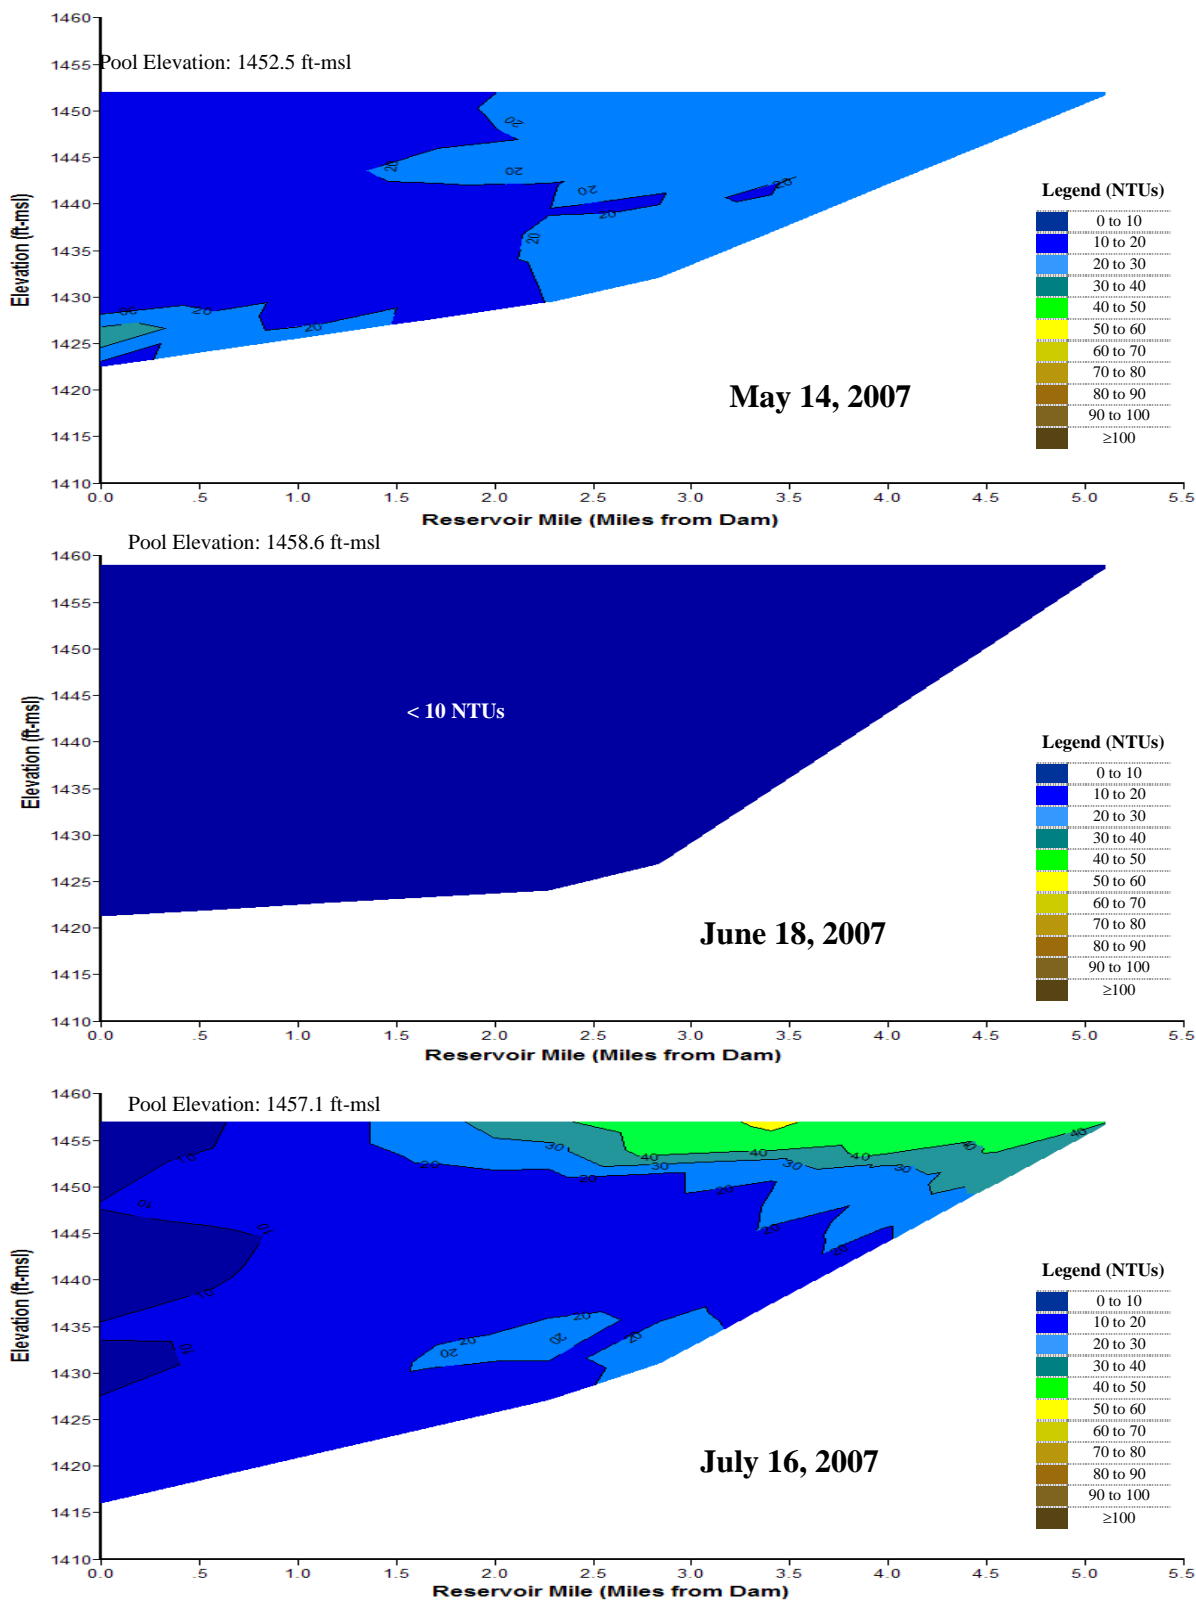 1460
Pool Elevation: 1452.5 ft-msl
1455
1450
1445
1440
1435
1430
1425
1420
1415
1410
Elevation (ft-msl)
20
20
20
20
20
20
20
20
20
20
Legend (NTUs)
0 to 10
10 to 20
20 to 30
30 to 40
40 to 50
50 to 60
60 to 70
70 to 80
80 to 90
90 to 100
≥100
May 14, 2007
0.0 .5 1.0 1.5 2.0 2.5 3.0 3.5 4.0 4.5 5.0 5.5
Reservoir Mile (Miles from Dam)
Pool Elevation: 1458.6 ft-msl
1460
1455
1450
1445
1440
1435
1430
1425
1420
1415
1410
Elevation (ft-msl)
< 10 NTUs
Legend (NTUs)
0 to 10
10 to 20
20 to 30
30 to 40
40 to 50
50 to 60
60 to 70
70 to 80
80 to 90
90 to 100
≥100
June 18, 2007
0.0 .5 1.0 1.5 2.0 2.5 3.0 3.5 4.0 4.5 5.0 5.5
Reservoir Mile (Miles from Dam)
1460
Pool Elevation: 1457.1 ft-msl
1455
1450
1445
1440
1435
1430
1425
1420
1415
1410
Elevation (ft-msl)
40
30
40
40
40
40
10
20
30
30
30
20
20
10
10
20
20
10
20
20
20
20
20
10
Legend (NTUs)
0 to 10
10 to 20
20 to 30
30 to 40
40 to 50
50 to 60
60 to 70
70 to 80
80 to 90
90 to 100
≥100
July 16, 2007
0.0 .5 1.0 1.5 2.0 2.5 3.0 3.5 4.0 4.5 5.0 5.5
Reservoir Mile (Miles from Dam)